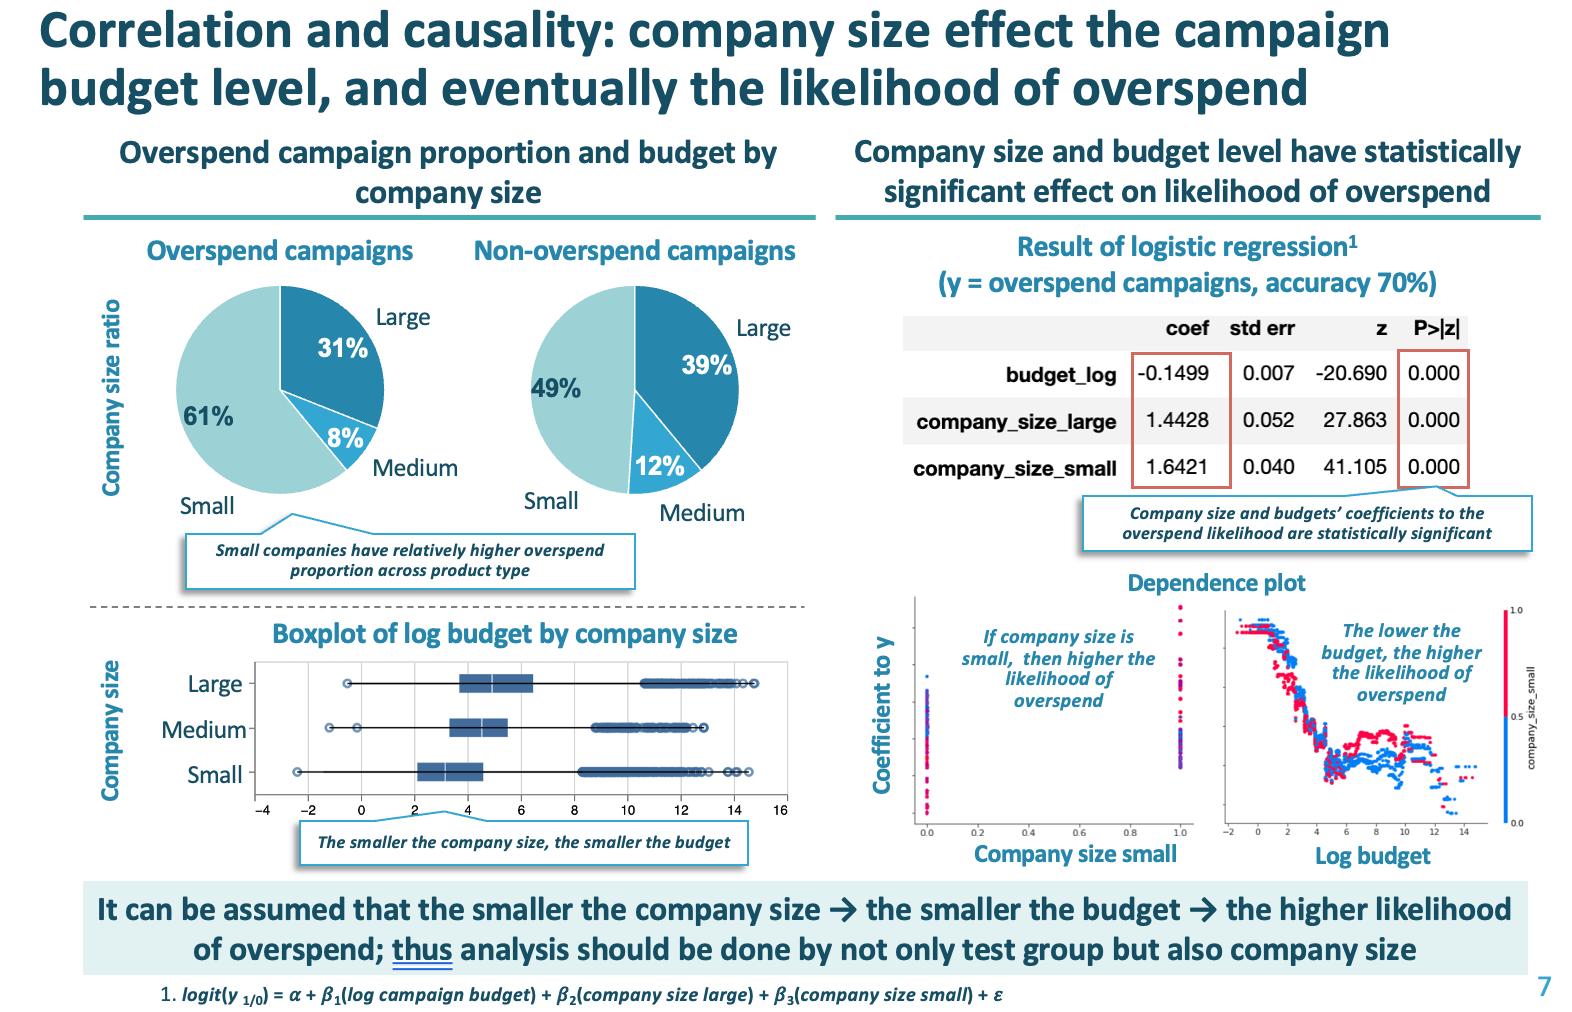 Correlation and causality: company size effect the campaign
budget level, and eventually the likelihood of overspend
Overspend campaign proportion and budget by
company size
Overspend campaigns
Non-overspend campaigns
Company size ratio
Large
31%
61%
8%
Medium
Small
Large
39%
49%
12%
Small
Medium
Small companies have relatively higher overspend
proportion across product type
Boxplot of log budget by company size
Company size
Large
Medium
Small
−4 −2 0 2 4 6 8 10 12 14 16
The smaller the company size, the smaller the budget
Company size and budget level have statistically
significant effect on likelihood of overspend
Result of logistic regression1
(y = overspend campaigns, accuracy 70%)
coef std err z P>|z|
budget_log -0.1499 0.007 -20.690 0.000
company_size_large 1.4428 0.052 27.863 0.000
company_size_small 1.6421 0.040 41.105 0.000
Company size and budgets’ coefficients to the
overspend likelihood are statistically significant
Dependence plot
Coefficient to y
If company size is
small, then higher the
likelihood of
overspend
0.0 0.2 0.4 0.6 0.8 1.0
Company size small
The lower the
budget, the higher
the likelihood of
overspend
−2 0 2 4 6 8 10 12 14
Log budget
1.0
0.5
0.0
company_size_small
It can be assumed that the smaller the company size → the smaller the budget → the higher likelihood
of overspend; thus analysis should be done by not only test group but also company size
1. logit(y 1/0) = α + β1(log campaign budget) + β2(company size large) + β3(company size small) + ε
7